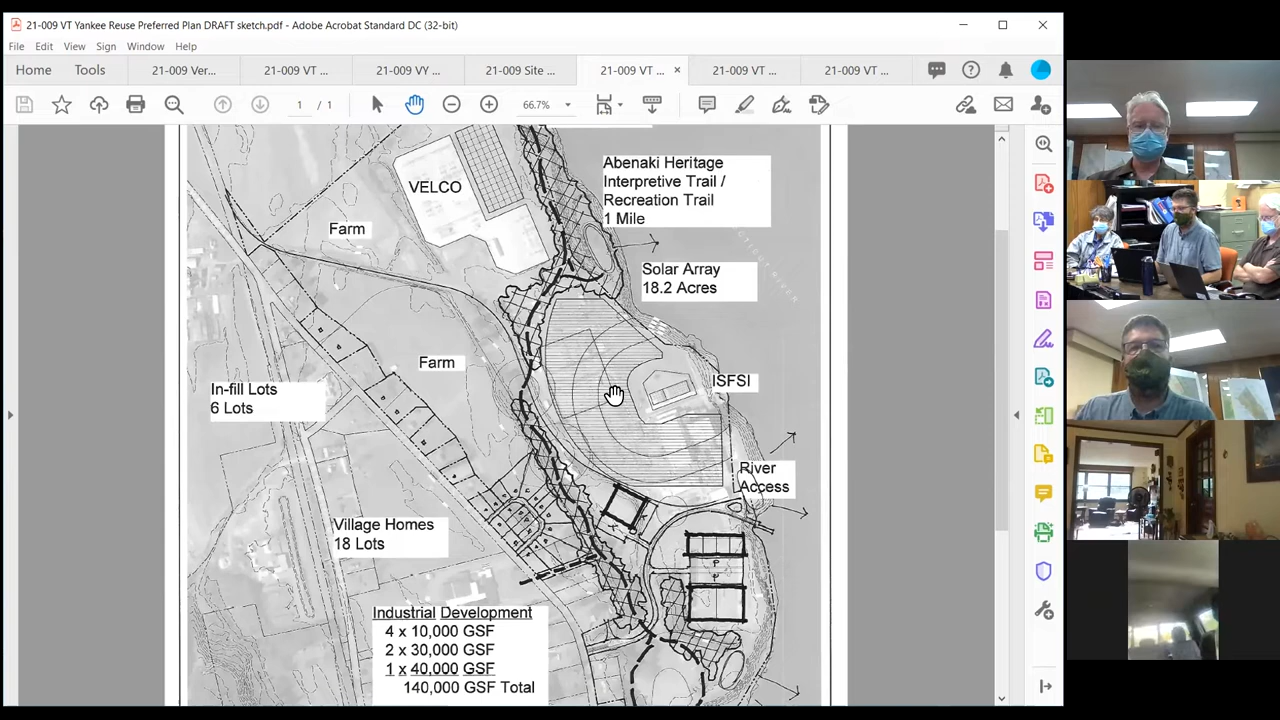 21-009 VT Yankee Reuse Preferred Plan DRAFT sketch.pdf - Adobe Acrobat Standard DC (32-bit)
File Edit View Sign Window Help
Home Tools 21-009 Ver... 21-009 VT ... 21-009 VY ... 21-009 Site ... 21-009 VT ... × 21-009 VT ... 21-009 VT ...
1 / 1 66.7%
Abenaki Heritage
Interpretive Trail /
Recreation Trail
1 Mile
VELCO
Farm
Solar Array
18.2 Acres
Farm
ISFSI
In-fill Lots
6 Lots
River
Access
Village Homes
18 Lots
Industrial Development
4 x 10,000 GSF
2 x 30,000 GSF
1 x 40,000 GSF
140,000 GSF Total
P
P